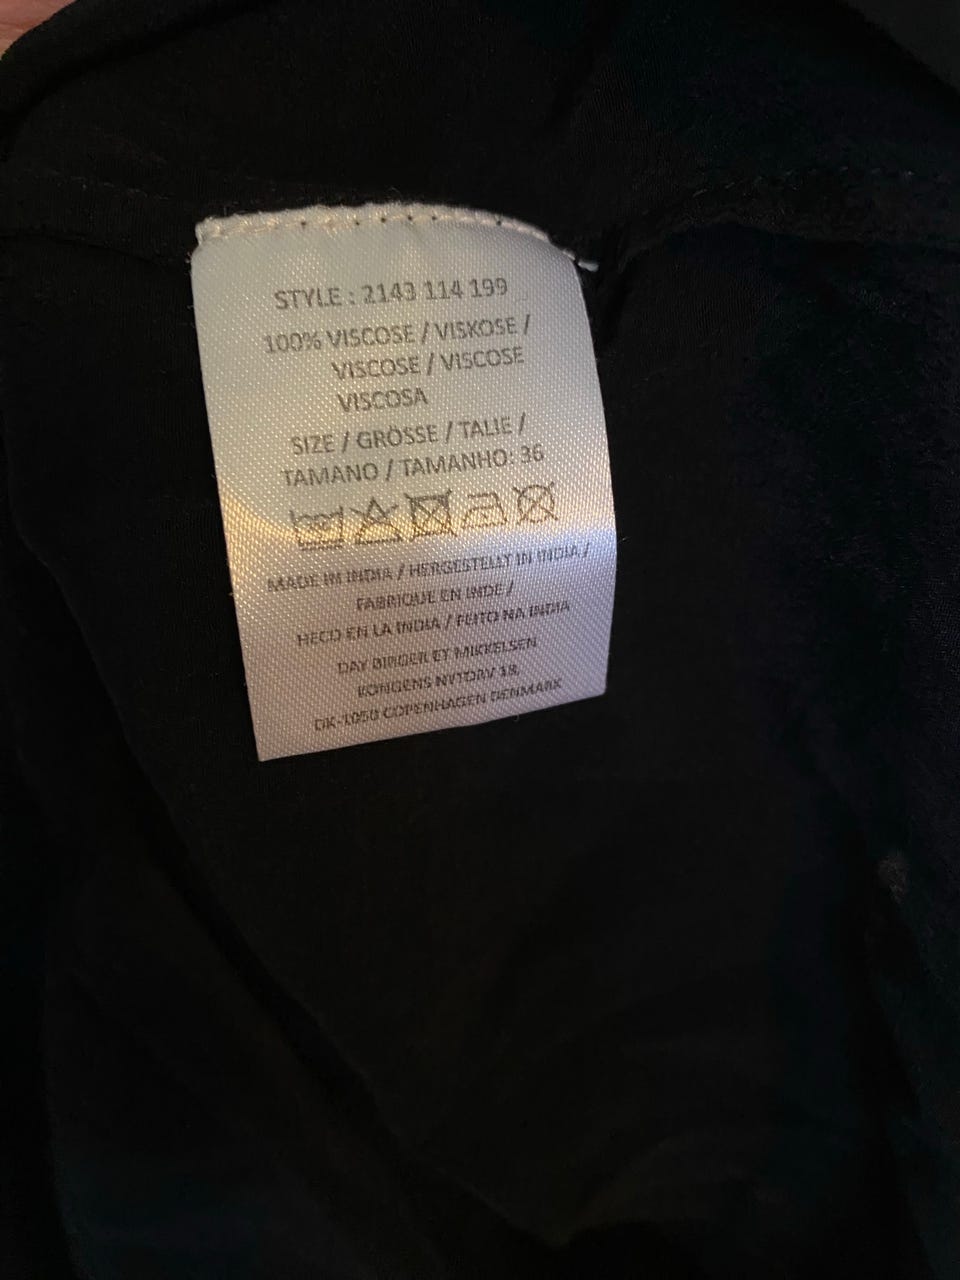 STYLE : 2143 114 199
100% VISCOSE / VISKOSE /
VISCOSE / VISCOSE
VISCOSA
SIZE / GRÖSSE / TALIE /
TAMANO / TAMANHO: 36
MADE IN INDIA / HERGESTELLT IN INDIA /
FABRIQUE EN INDE /
HECO EN LA INDIA / FEITO NA INDIA
DAY BIRGER ET MIKKELSEN
KONGENS NYTORV 18,
DK-1050 COPENHAGEN DENMARK